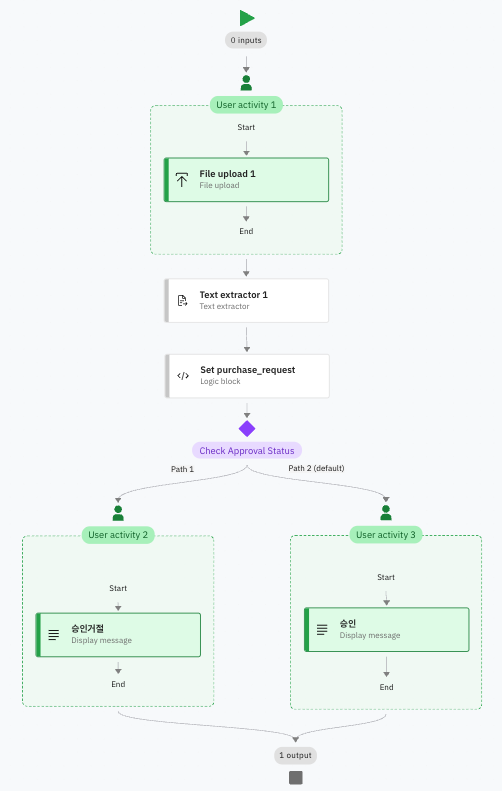 0 inputs
User activity 1
Start
File upload 1
File upload
End
Text extractor 1
Text extractor
Set purchase_request
Logic block
Check Approval Status
Path 1
Path 2 (default)
User activity 2
Start
승인거절
Display message
End
User activity 3
Start
승인
Display message
End
1 output